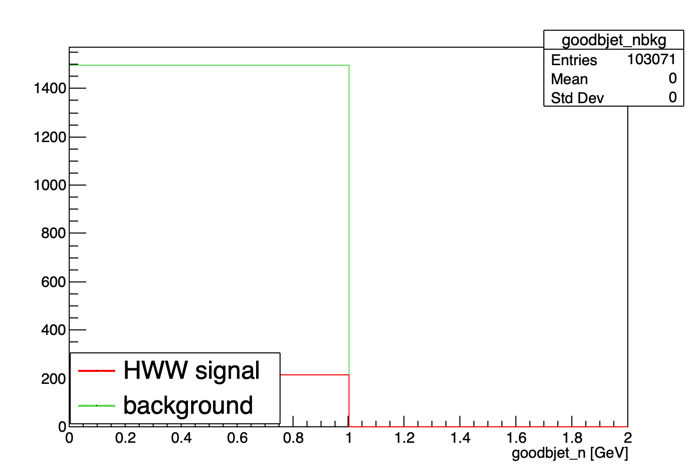 goodbjet_nbkg
Entries 103071
Mean 0
Std Dev 0
1400
1200
1000
800
600
400
200
0
HWW signal
background
0 0.2 0.4 0.6 0.8 1 1.2 1.4 1.6 1.8 2
goodbjet_n [GeV]